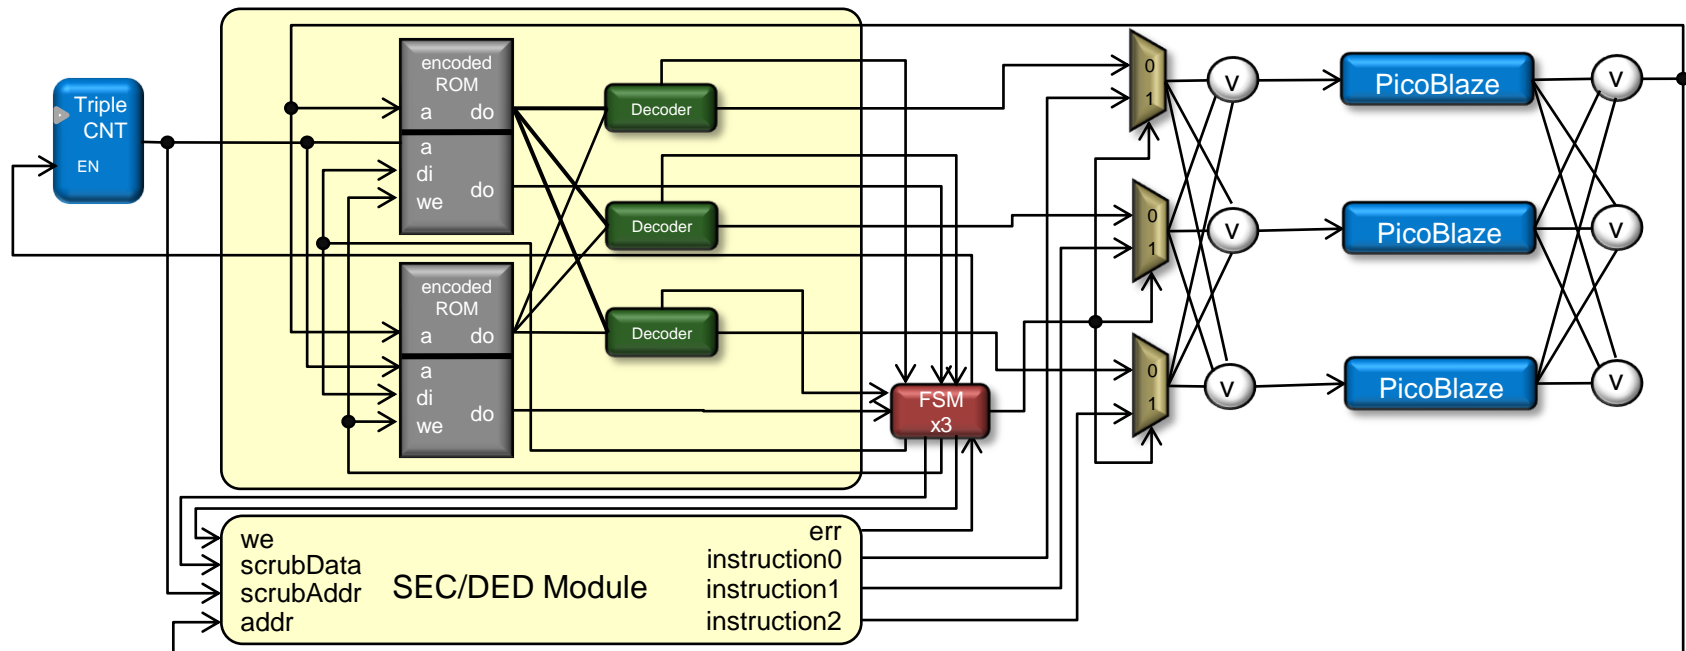 Triple
CNT
EN
encoded
ROM
a do
a
di
we
do
encoded
ROM
a do
a
di
we
do
Decoder
Decoder
Decoder
FSM
x3
0
1
0
1
0
1
v
v
v
PicoBlaze
PicoBlaze
PicoBlaze
v
v
v
we
scrubData
scrubAddr
addr
SEC/DED Module
err
instruction0
instruction1
instruction2